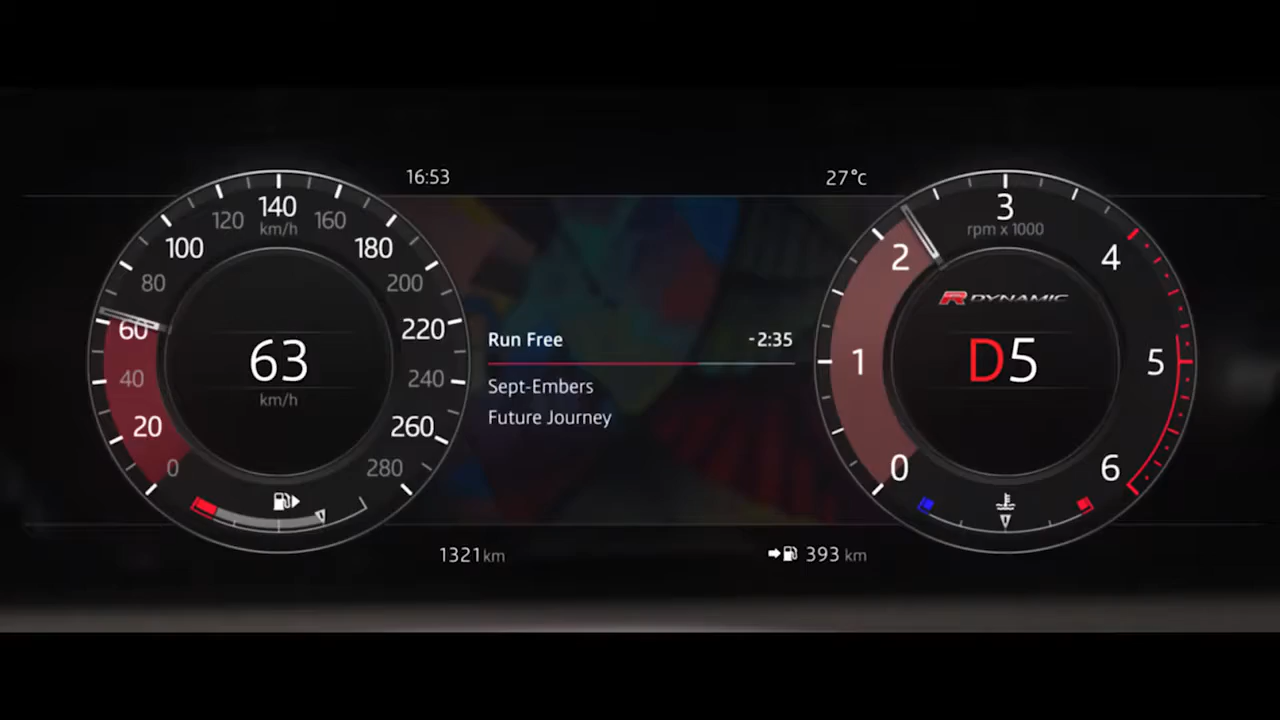 16:53
27°C
0
20
40
60
80
100
120
140
160
180
200
220
240
260
280
km/h
63
km/h
Run Free -2:35
Sept-Embers
Future Journey
0
1
2
3
4
5
6
rpm x 1000
R DYNAMIC
D5
1321 km
393 km